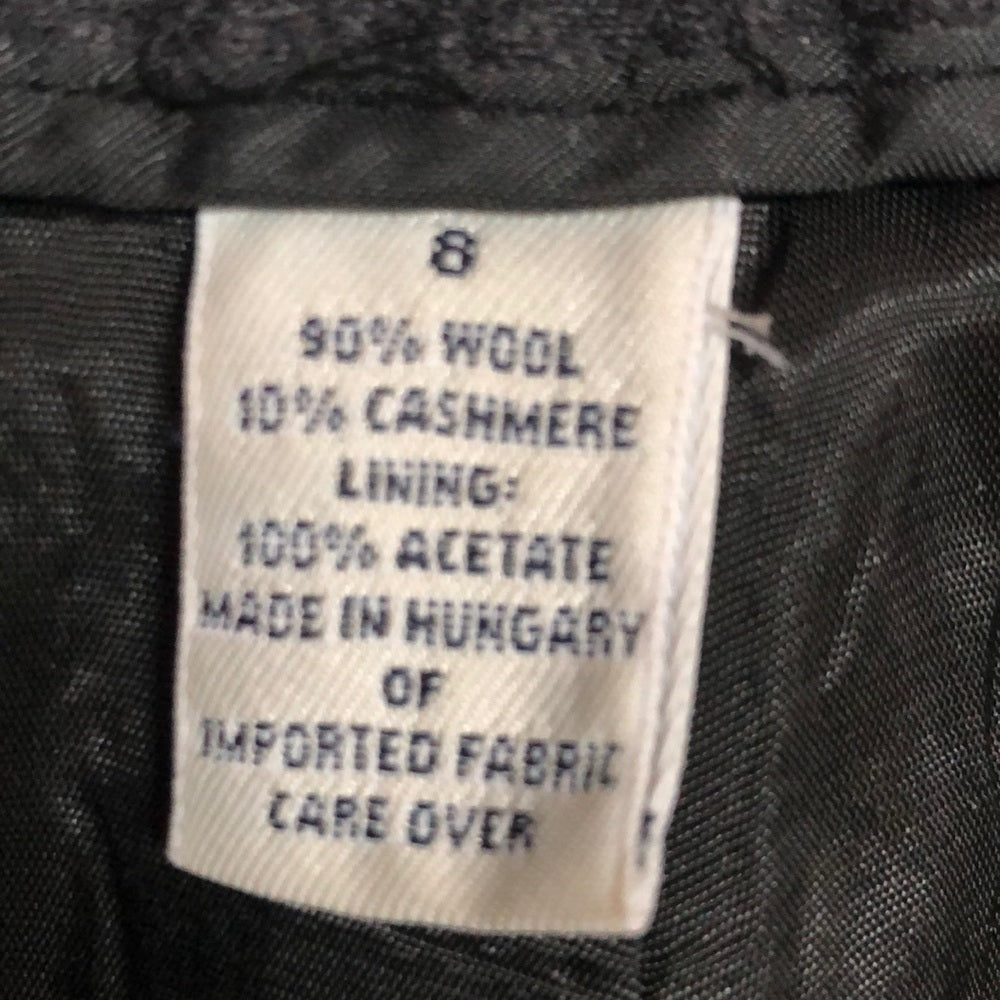 8
90% WOOL
10% CASHMERE
LINING:
100% ACETATE
MADE IN HUNGARY
OF
IMPORTED FABRIC
CARE OVER